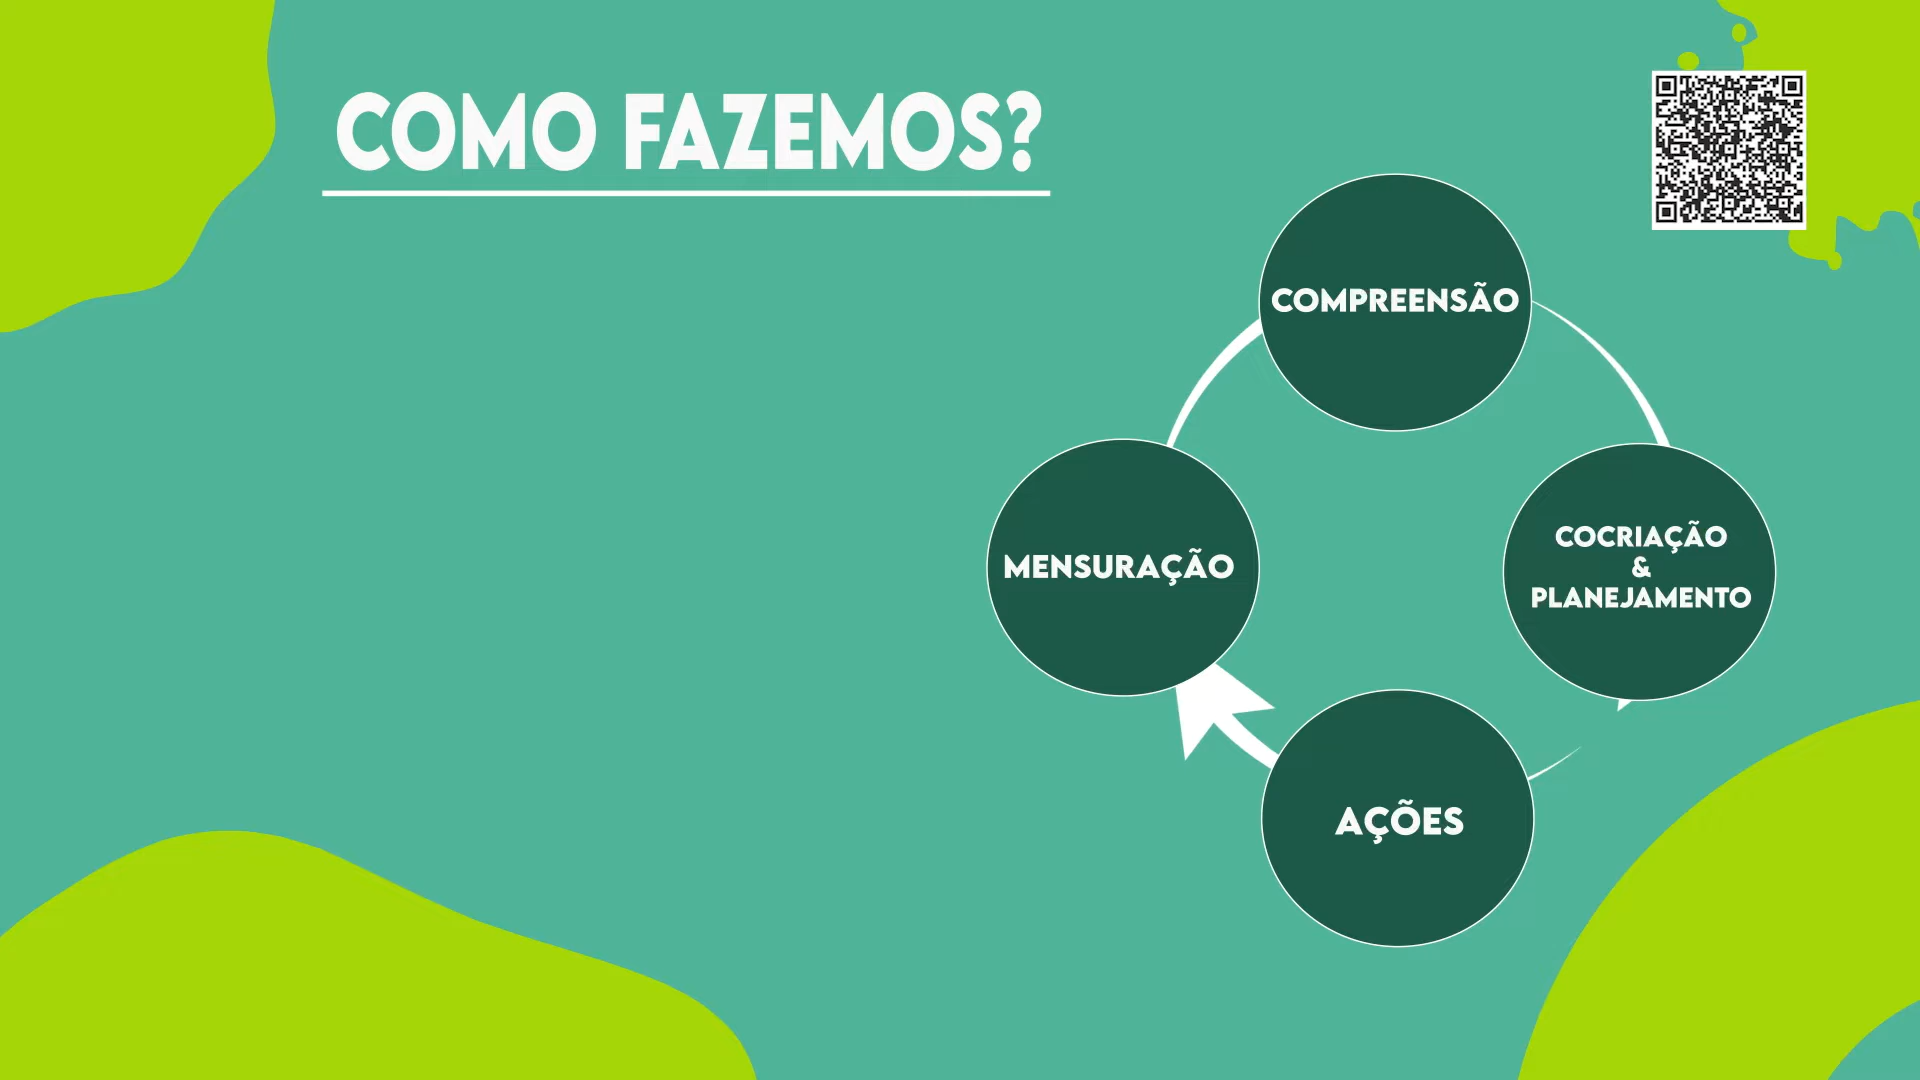 COMO FAZEMOS?
COMPREENSÃO
COCRIAÇÃO
&
PLANEJAMENTO
MENSURAÇÃO
AÇÕES